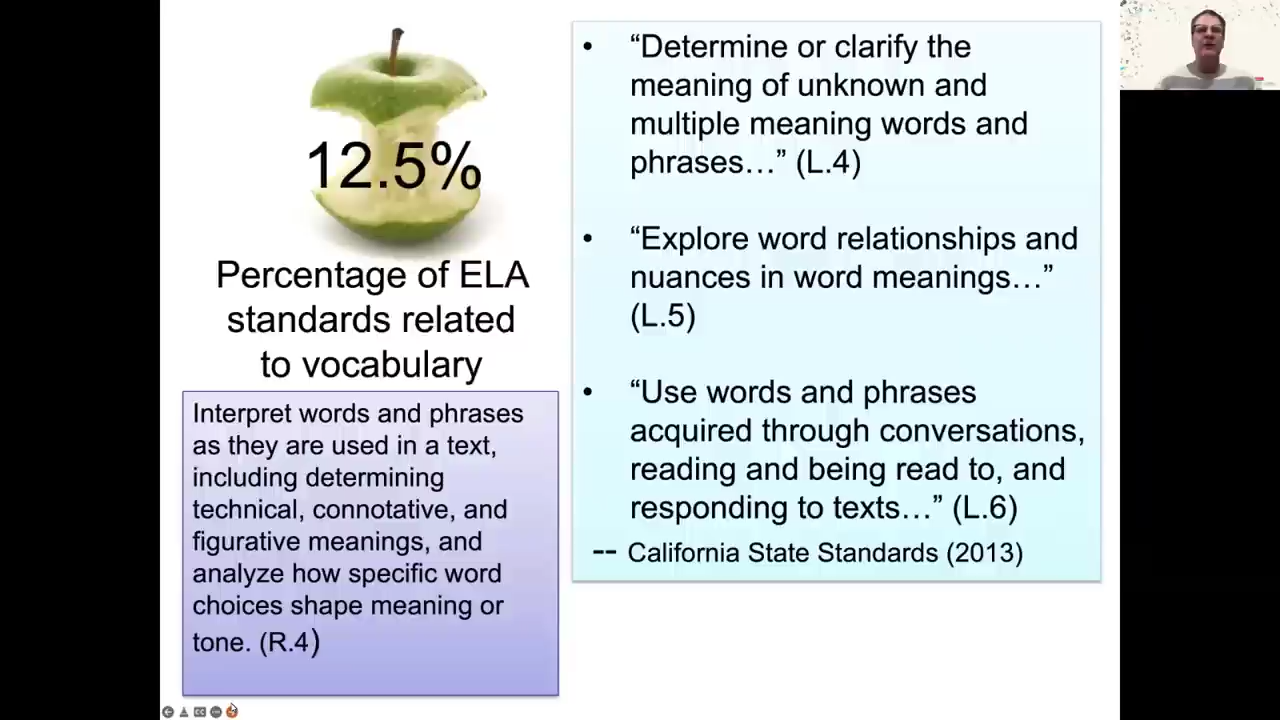 12.5%
Percentage of ELA
standards related
to vocabulary
Interpret words and phrases
as they are used in a text,
including determining
technical, connotative, and
figurative meanings, and
analyze how specific word
choices shape meaning or
tone. (R.4)
• “Determine or clarify the
meaning of unknown and
multiple meaning words and
phrases…” (L.4)
• “Explore word relationships and
nuances in word meanings…”
(L.5)
• “Use words and phrases
acquired through conversations,
reading and being read to, and
responding to texts…” (L.6)
-- California State Standards (2013)